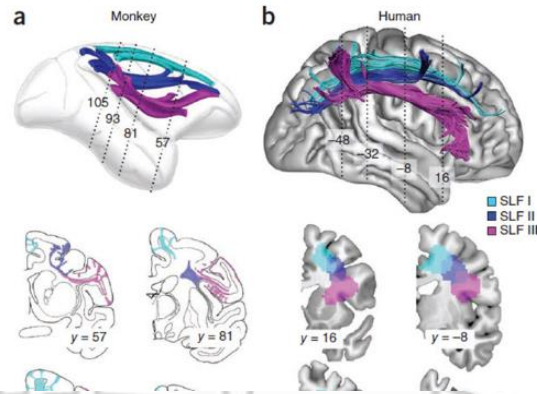 a
Monkey
b
Human
105
93
81
57
−48
−32
−8
16
SLF I
SLF II
SLF III
y = 57
y = 81
y = 16
y = −8